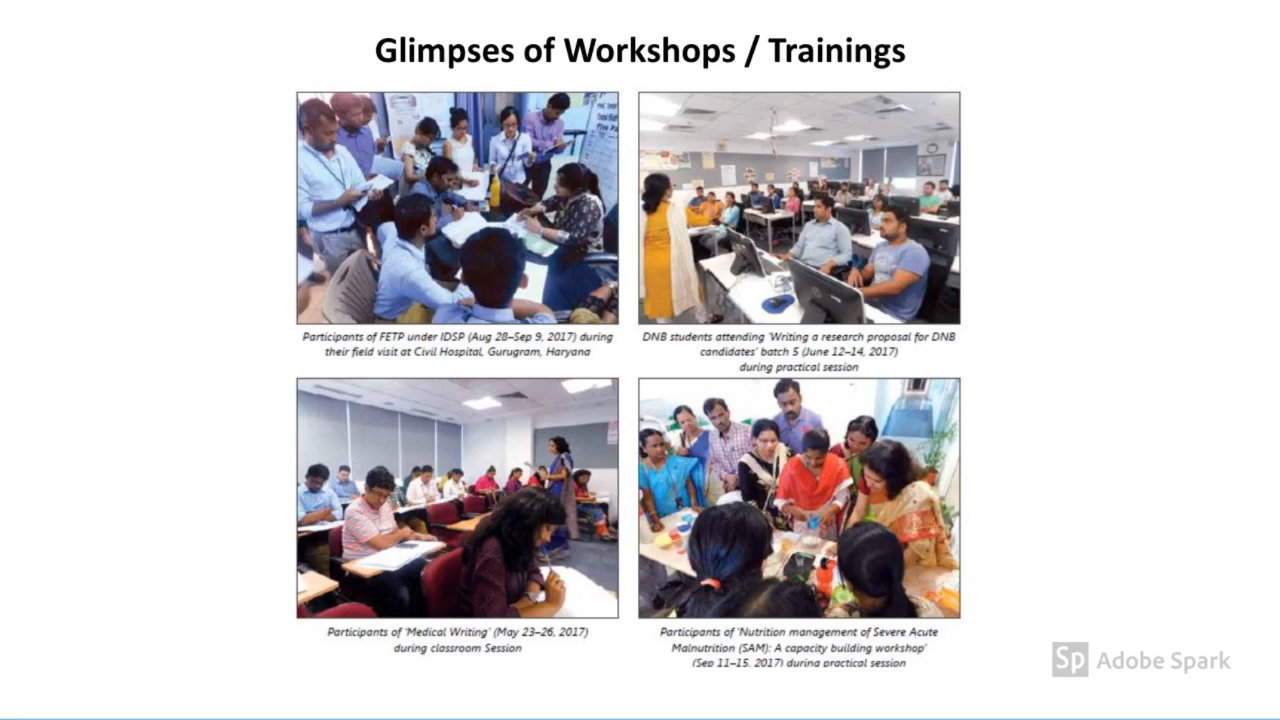 Glimpses of Workshops / Trainings
Participants of FETP under IDSP (Aug 28–Sep 9, 2017) during
their field visit at Civil Hospital, Gurugram, Haryana
DNB students attending 'Writing a research proposal for DNB
candidates' batch 5 (June 12–14, 2017)
during practical session
Participants of 'Medical Writing' (May 23–26, 2017)
during classroom Session
Participants of 'Nutrition management of Severe Acute
Malnutrition (SAM): A capacity building workshop'
(Sep 11–15, 2017) during practical session
Sp Adobe Spark